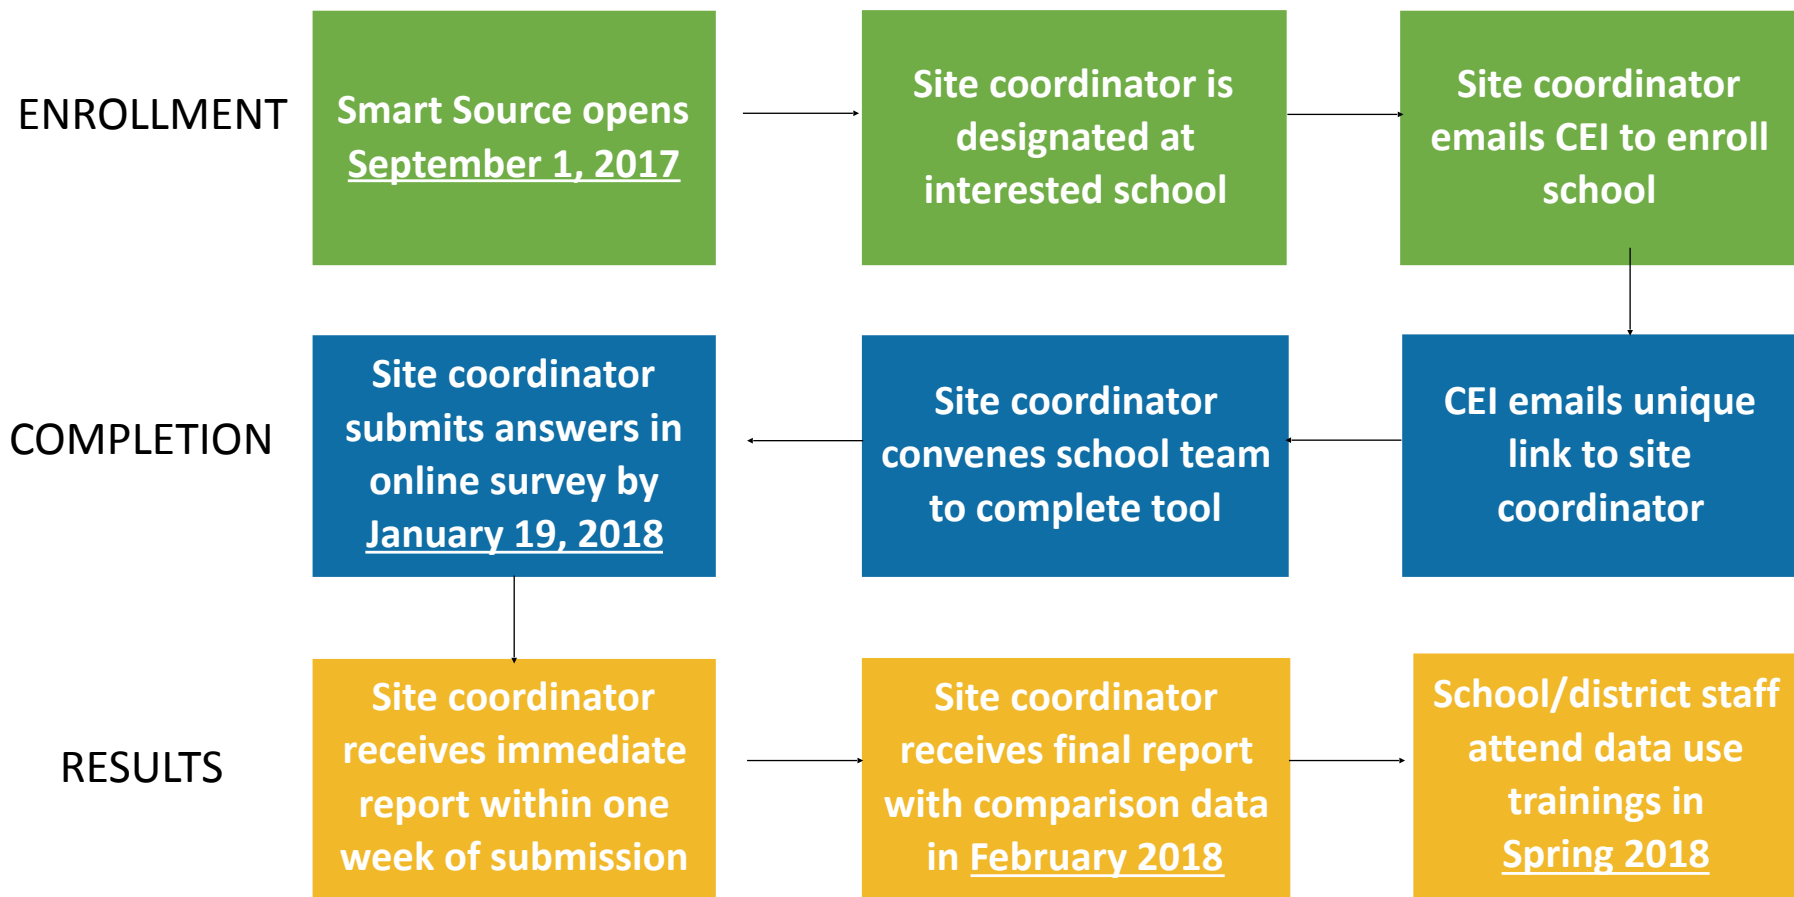 ENROLLMENT
Smart Source opens
September 1, 2017
Site coordinator is
designated at
interested school
Site coordinator
emails CEI to enroll
school
COMPLETION
Site coordinator
submits answers in
online survey by
January 19, 2018
Site coordinator
convenes school team
to complete tool
CEI emails unique
link to site
coordinator
RESULTS
Site coordinator
receives immediate
report within one
week of submission
Site coordinator
receives final report
with comparison data
in February 2018
School/district staff
attend data use
trainings in
Spring 2018